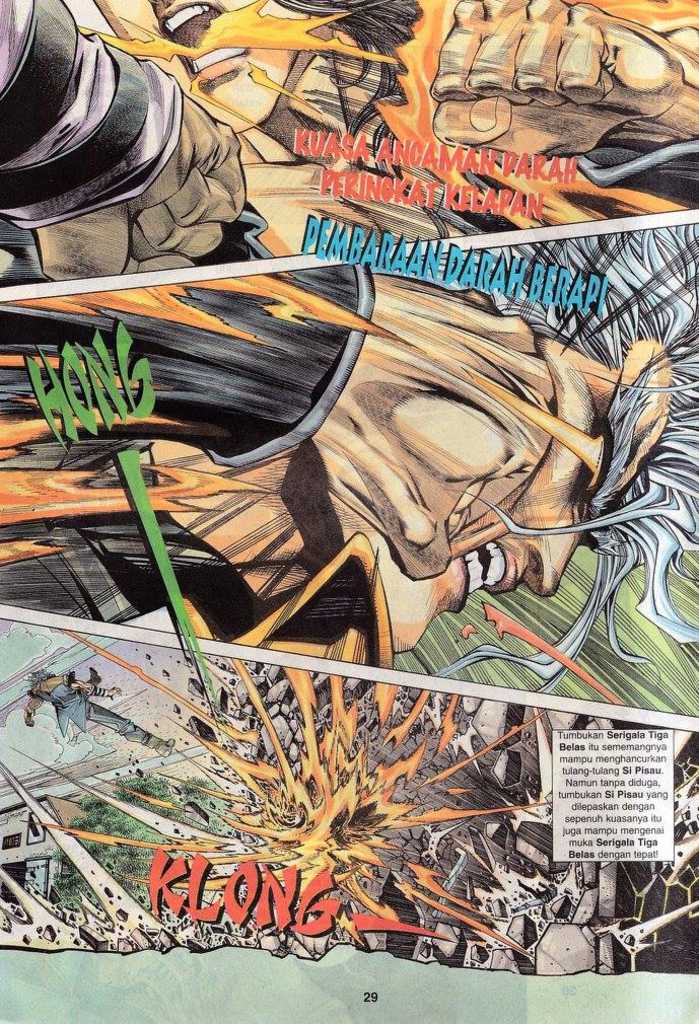 KUASA ANCAMAN DARAH
PERINGKAT KELAPAN
PEMBARAAN DARAH BERAPI
HONG
KLONG
Tumbukan Serigala Tiga
Belas itu sememangnya
mampu menghancurkan
tulang-tulang Si Pisau.
Namun tanpa diduga,
tumbukan Si Pisau yang
dilepaskan dengan
sepenuh kuasanya itu
juga mampu mengenai
muka Serigala Tiga
Belas dengan tepat!
29